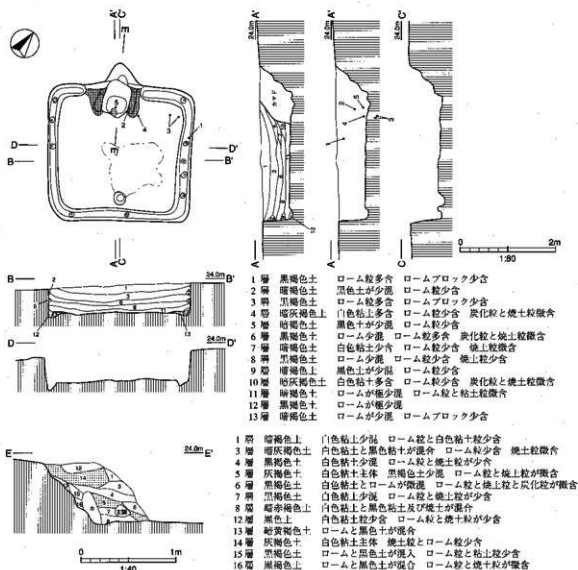 A' C'
D D'
B B'
A C
A A' 24.0m
カマド
A A' 24.0m
C C' 24.0m
0 2m
1:80
B B' 24.0m
D D' 24.0m
1層 黒褐色土 ローム粒多含 ロームブロック少含
2層 暗褐色土 黒色土が少混 ローム粒少含
3層 黒褐色土 ローム粒多含 ロームブロック少含
4層 暗灰褐色土 白色粘土多含 ローム粒少含 炭化粒と焼土粒微含
5層 暗褐色土 黒色土が少混 ローム粒少含
6層 黒褐色土 ローム少混 ローム粒多含 炭化粒と焼土粒微含
7層 暗褐色土 白色粘土少含 ローム粒少含 焼土粒微含
8層 黒褐色土 ローム少混 ローム粒少含 焼土粒少含
9層 暗褐色土 黒色土が少混 ローム粒少含
10層 暗灰褐色土 白色粘土多含 ローム粒少含 炭化粒と焼土粒微含
11層 暗褐色土 ロームが極少混 ローム粒と粘土粒微含
12層 黒褐色土 ロームが極少混
13層 暗褐色土 ロームが少混 ロームブロック少含
E E' 24.0m
0 1m
1:40
1層 暗褐色土 白色粘土少混 ローム粒と白色粘土粒少含
3層 暗灰褐色土 白色粘土と黒色粘土が混合 ローム粒少含 焼土粒微含
4層 黒褐色土 白色粘土少混 ローム粒と焼土粒が少含
5層 灰褐色土 白色粘土主体 黒褐色土少混 ローム粒と焼土粒が微含
6層 黒褐色土 白色粘土とロームが微混 ローム粒と焼土粒と炭化粒が微含
7層 黒褐色土 白色粘土少混 ローム粒と焼土粒が少含
8層 暗赤褐色土 白色粘土と黒色粘土及び焼土が混合
12層 黒色土 白色粘土粒少含 ローム粒と焼土粒が少含
13層 暗黄褐色土 ロームと黒色土が混合
14層 灰褐色土 白色粘土主体 焼土粒とローム粒少含
15層 黒褐色土 ロームと黒色土が混入 ローム粒と粘土粒少含
16層 黒褐色土 ロームと黒色土が混合 ローム粒と焼土粒が微含